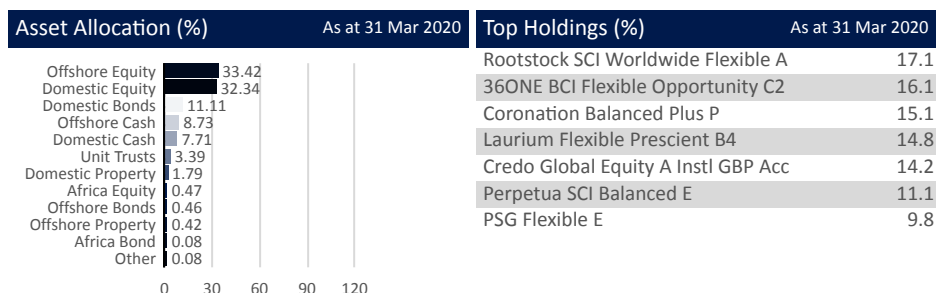 Asset Allocation (%) As at 31 Mar 2020
Offshore Equity 33.42
Domestic Equity 32.34
Domestic Bonds 11.11
Offshore Cash 8.73
Domestic Cash 7.71
Unit Trusts 3.39
Domestic Property 1.79
Africa Equity 0.47
Offshore Bonds 0.46
Offshore Property 0.42
Africa Bond 0.08
Other 0.08
0 30 60 90 120
Top Holdings (%) As at 31 Mar 2020
Rootstock SCI Worldwide Flexible A 17.1
36ONE BCI Flexible Opportunity C2 16.1
Coronation Balanced Plus P 15.1
Laurium Flexible Prescient B4 14.8
Credo Global Equity A Instl GBP Acc 14.2
Perpetua SCI Balanced E 11.1
PSG Flexible E 9.8